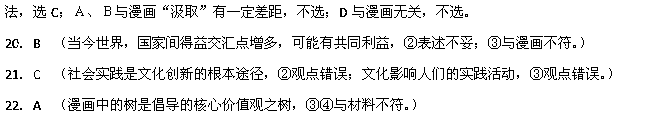 法，选 C；Ａ、Ｂ与漫画“汲取”有一定差距，不选；D 与漫画无关，不选。
20. B （当今世界，国家间得益交汇点增多，可能有共同利益，②表述不妥；③与漫画不符。）
21. C （社会实践是文化创新的根本途径，②观点错误；文化影响人们的实践活动，③观点错误。）
22. A （漫画中的树是倡导的核心价值观之树，③④与材料不符。）